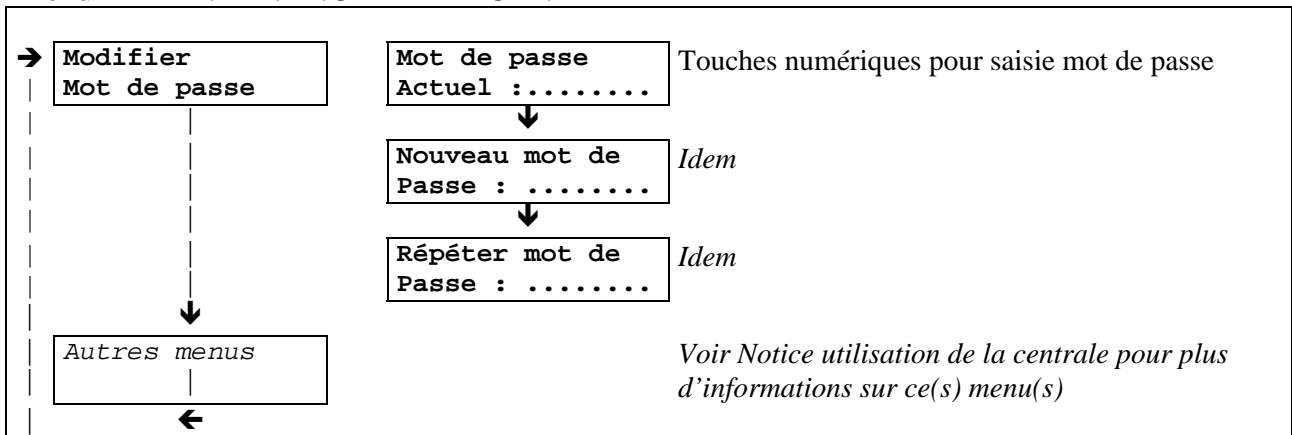 Modifier
Mot de passe
Mot de passe
Actuel :........
Touches numériques pour saisie mot de passe
Nouveau mot de
Passe : ........
Idem
Répéter mot de
Passe : ........
Idem
Autres menus
Voir Notice utilisation de la centrale pour plus
d'informations sur ce(s) menu(s)